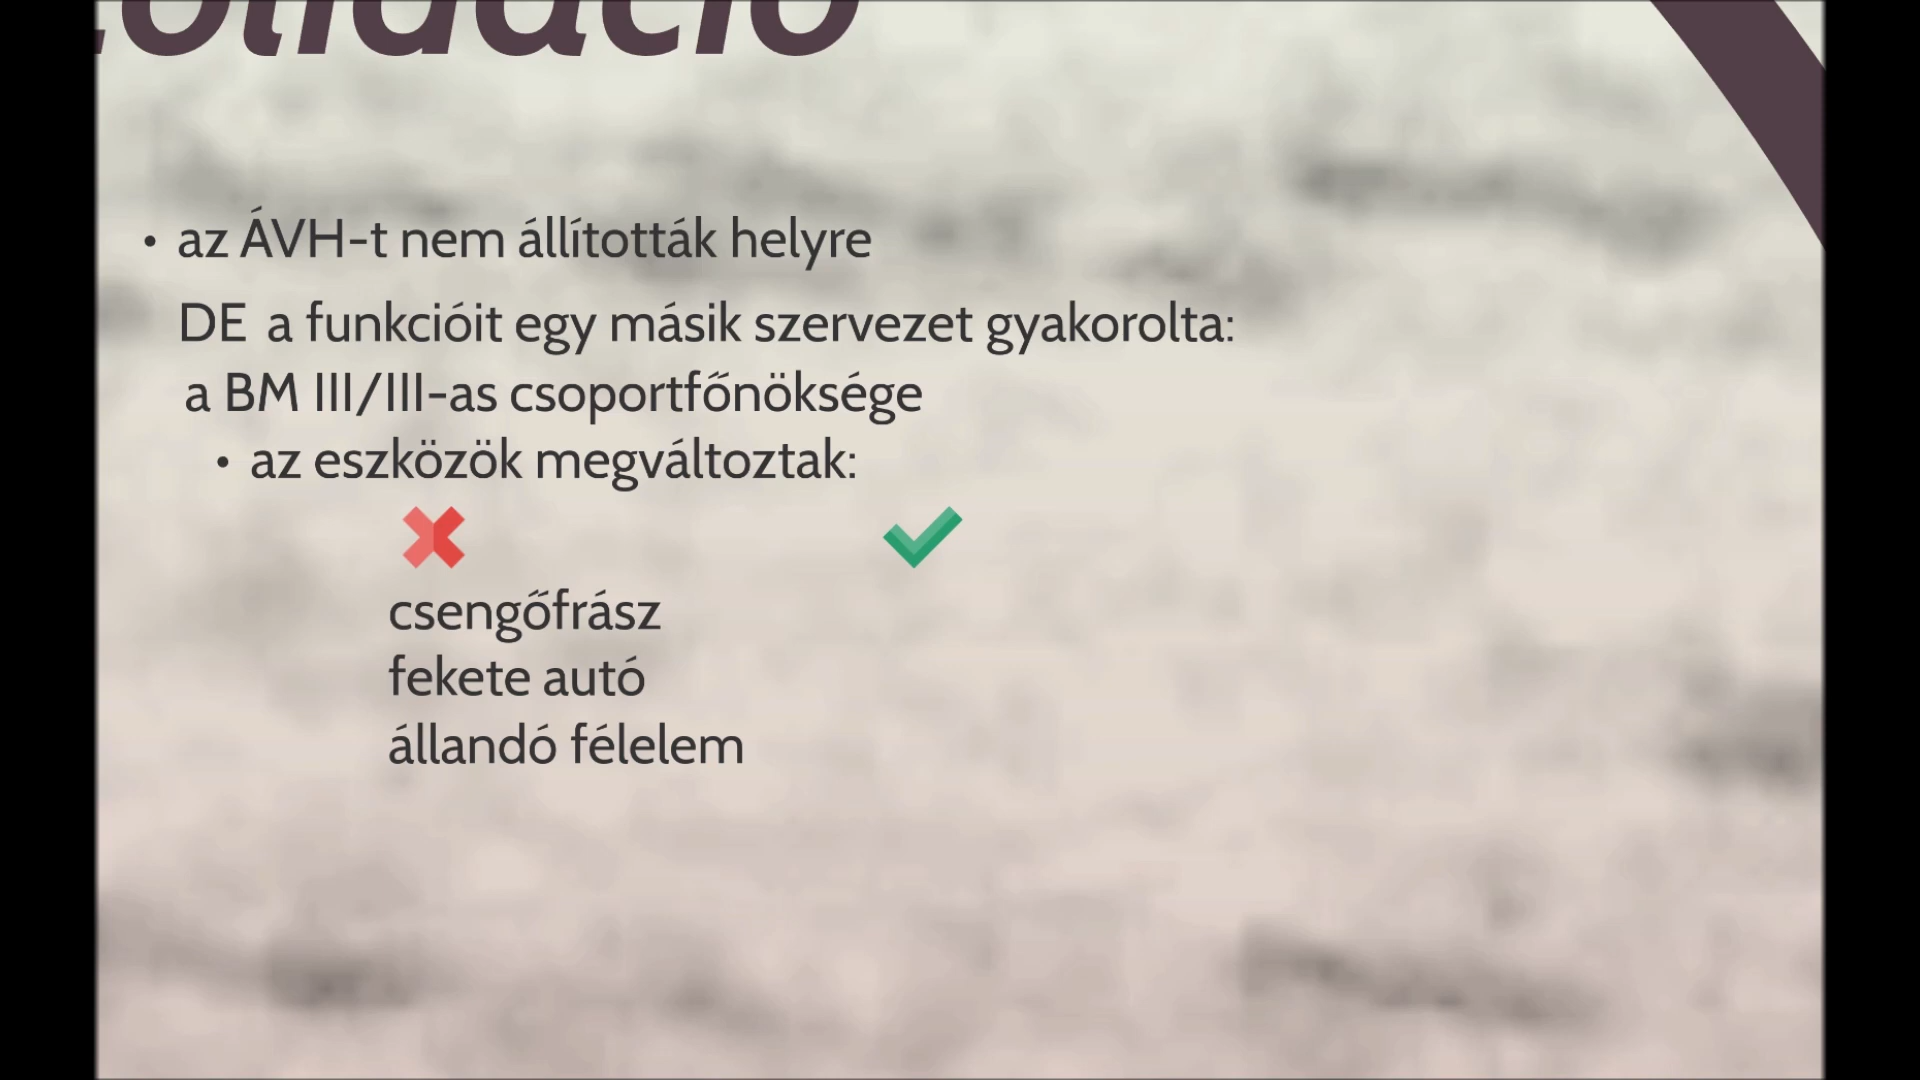 az ÁVH-t nem állították helyre
DE a funkcióit egy másik szervezet gyakorolta:
a BM III/III-as csoportfőnöksége
az eszközök megváltoztak:
csengőfrász
fekete autó
állandó félelem